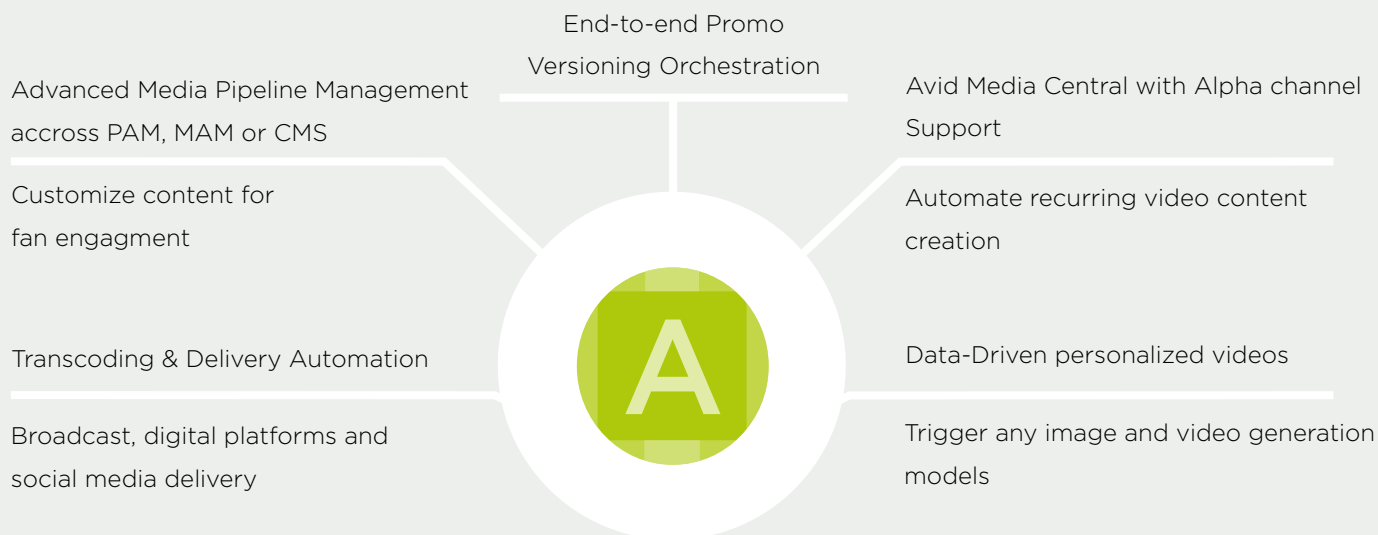 End-to-end Promo
Versioning Orchestration
Advanced Media Pipeline Management
accross PAM, MAM or CMS
Customize content for
fan engagment
Transcoding & Delivery Automation
Broadcast, digital platforms and
social media delivery
A
Avid Media Central with Alpha channel
Support
Automate recurring video content
creation
Data-Driven personalized videos
Trigger any image and video generation
models